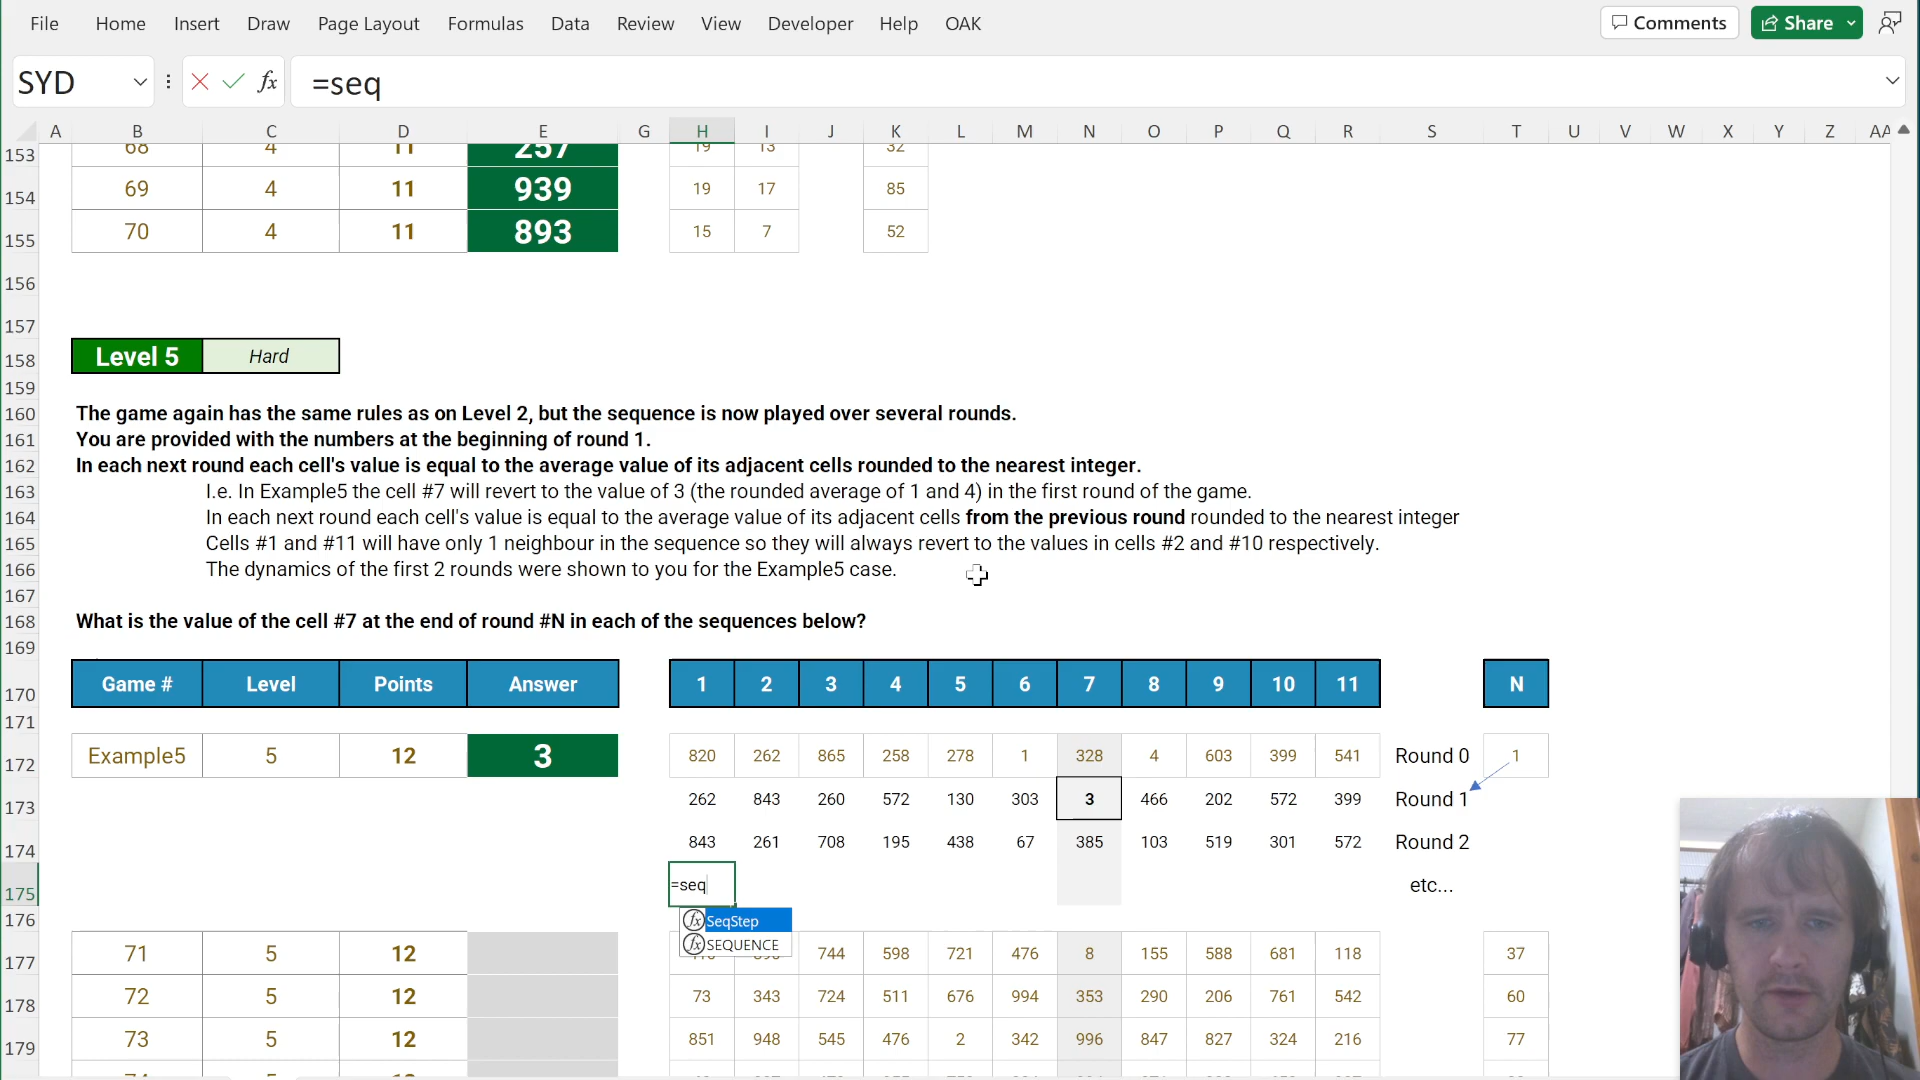 File Home Insert Draw Page Layout Formulas Data Review View Developer Help OAK Comments Share
SYD fx =seq
A B C D E G H I J K L M N O P Q R S T U V W X Y Z AA
153 68 4 11 257 19 13 32
154 69 4 11 939 19 17 85
155 70 4 11 893 15 7 52
156
157
158 Level 5 Hard
159
160 The game again has the same rules as on Level 2, but the sequence is now played over several rounds.
161 You are provided with the numbers at the beginning of round 1.
162 In each next round each cell's value is equal to the average value of its adjacent cells rounded to the nearest integer.
163 I.e. In Example5 the cell #7 will revert to the value of 3 (the rounded average of 1 and 4) in the first round of the game.
164 In each next round each cell's value is equal to the average value of its adjacent cells from the previous round rounded to the nearest integer
165 Cells #1 and #11 will have only 1 neighbour in the sequence so they will always revert to the values in cells #2 and #10 respectively.
166 The dynamics of the first 2 rounds were shown to you for the Example5 case.
167
168 What is the value of the cell #7 at the end of round #N in each of the sequences below?
169
170 Game # Level Points Answer 1 2 3 4 5 6 7 8 9 10 11 N
171
172 Example5 5 12 3 820 262 865 258 278 1 328 4 603 399 541 Round 0 1
173 262 843 260 572 130 303 3 466 202 572 399 Round 1
174 843 261 708 195 438 67 385 103 519 301 572 Round 2
175 =seq etc...
176 fx SeqStep
fx SEQUENCE
177 71 5 12 744 598 721 476 8 155 588 681 118 37
178 72 5 12 73 343 724 511 676 994 353 290 206 761 542 60
179 73 5 12 851 948 545 476 2 342 996 847 827 324 216 77